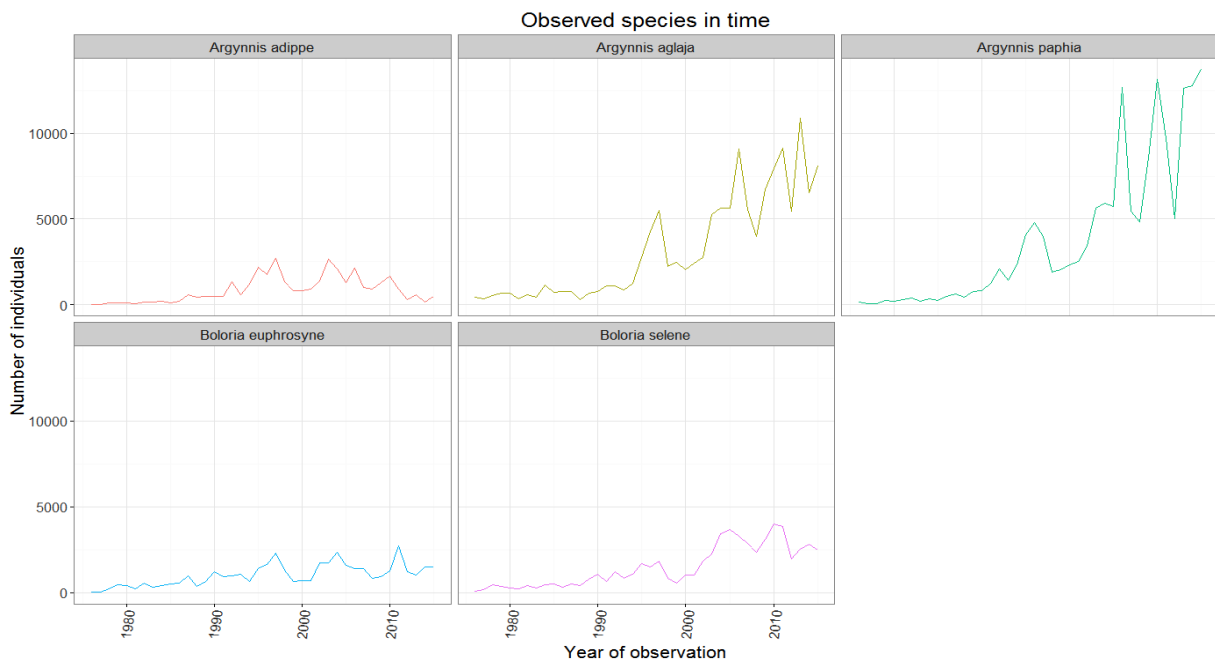 Observed species in time
Argynnis adippe
Argynnis aglaja
Argynnis paphia
10000
5000
0
Boloria euphrosyne
Boloria selene
10000
5000
0
1980
1990
2000
2010
1980
1990
2000
2010
Number of individuals
Year of observation